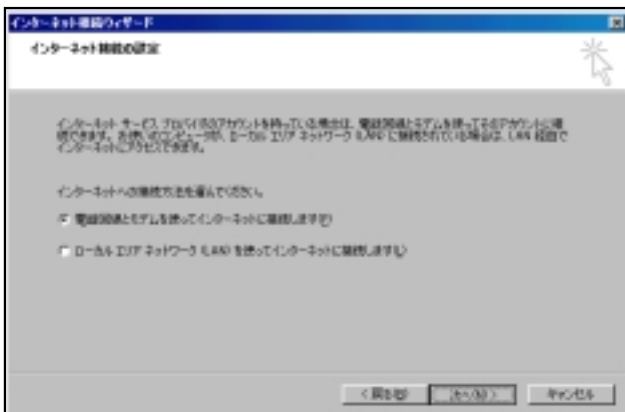 インターネット接続ウィザード
インターネット接続の設定
インターネット サービス プロバイダのアカウントを持っている場合は、電話回線とモデムを使ってそのアカウントに接
続できます。お使いのコンピュータが、ローカル エリア ネットワーク (LAN) に接続されている場合は、LAN 経由で
インターネットにアクセスできます。
インターネットへの接続方法を選んでください。
電話回線とモデムを使ってインターネットに接続します(P)
ローカル エリア ネットワーク (LAN) を使ってインターネットに接続します(L)
< 戻る(B)
次へ(N) >
キャンセル